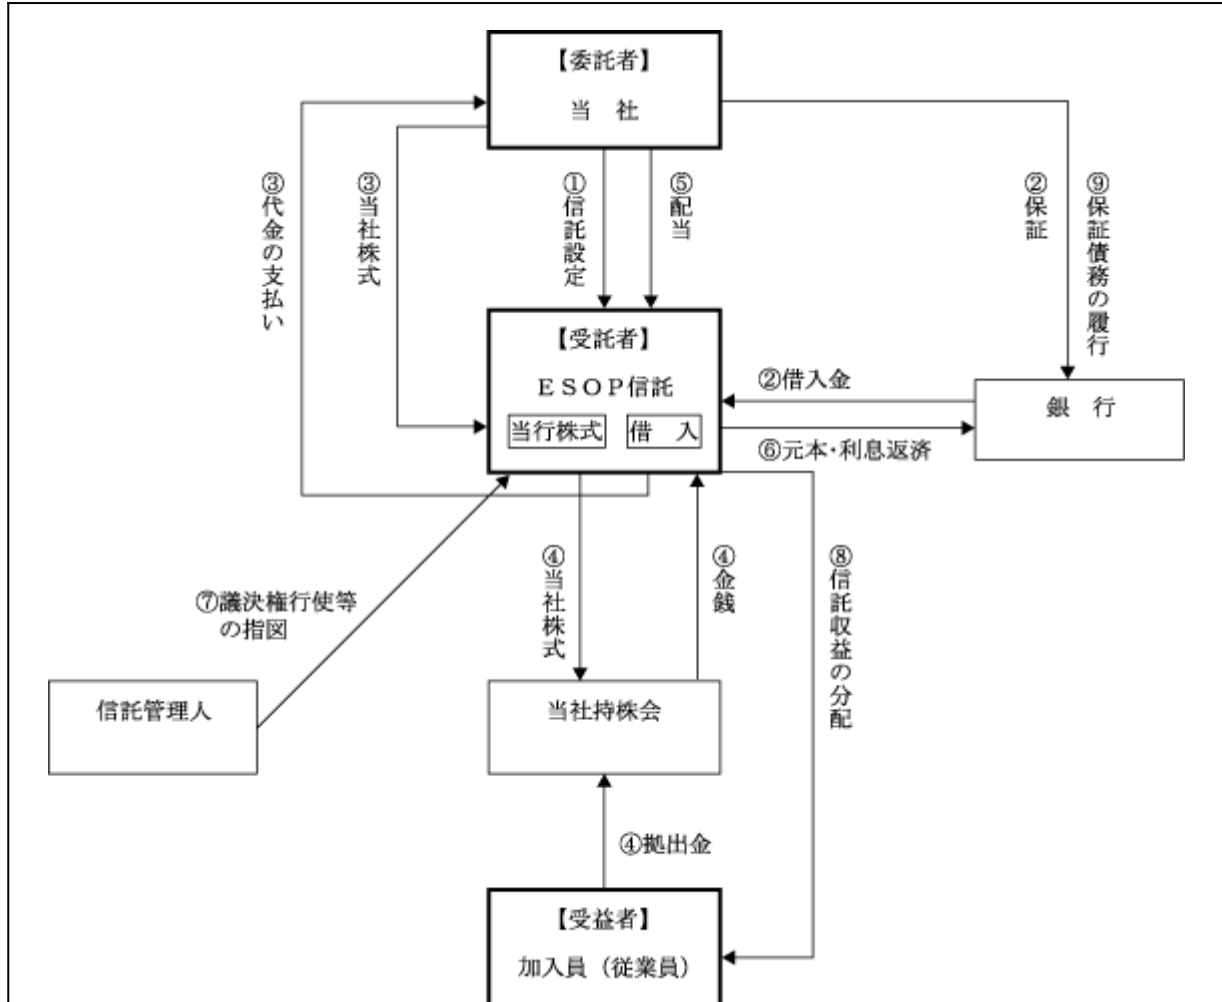 【委託者】
当 社
③代金の支払い
③当社株式
①信託設定
⑤配当
②保証
⑨保証債務の履行
【受託者】
ESOP信託
当行株式
借 入
②借入金
⑥元本・利息返済
銀 行
④当社株式
④金銭
⑧信託収益の分配
⑦議決権行使等
の指図
信託管理人
当社持株会
④拠出金
【受益者】
加入員(従業員)